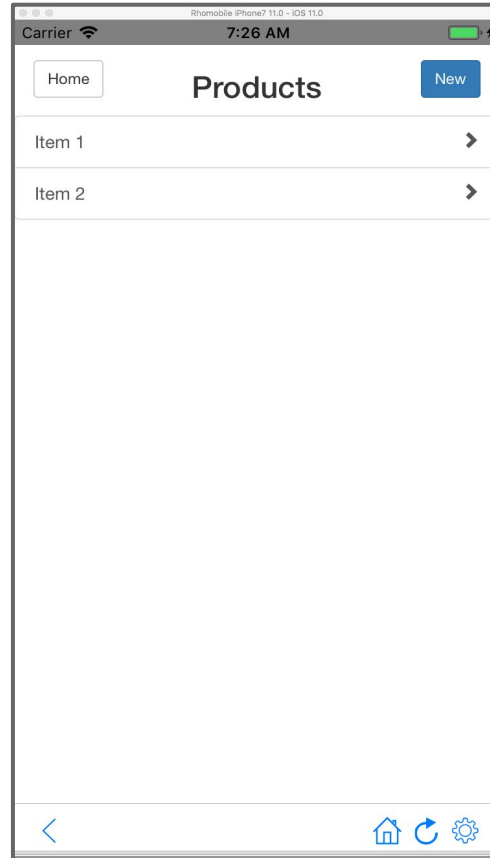 Rhomobile iPhone7 11.0 - iOS 11.0
Carrier 7:26 AM
Home Products New
Item 1
Item 2